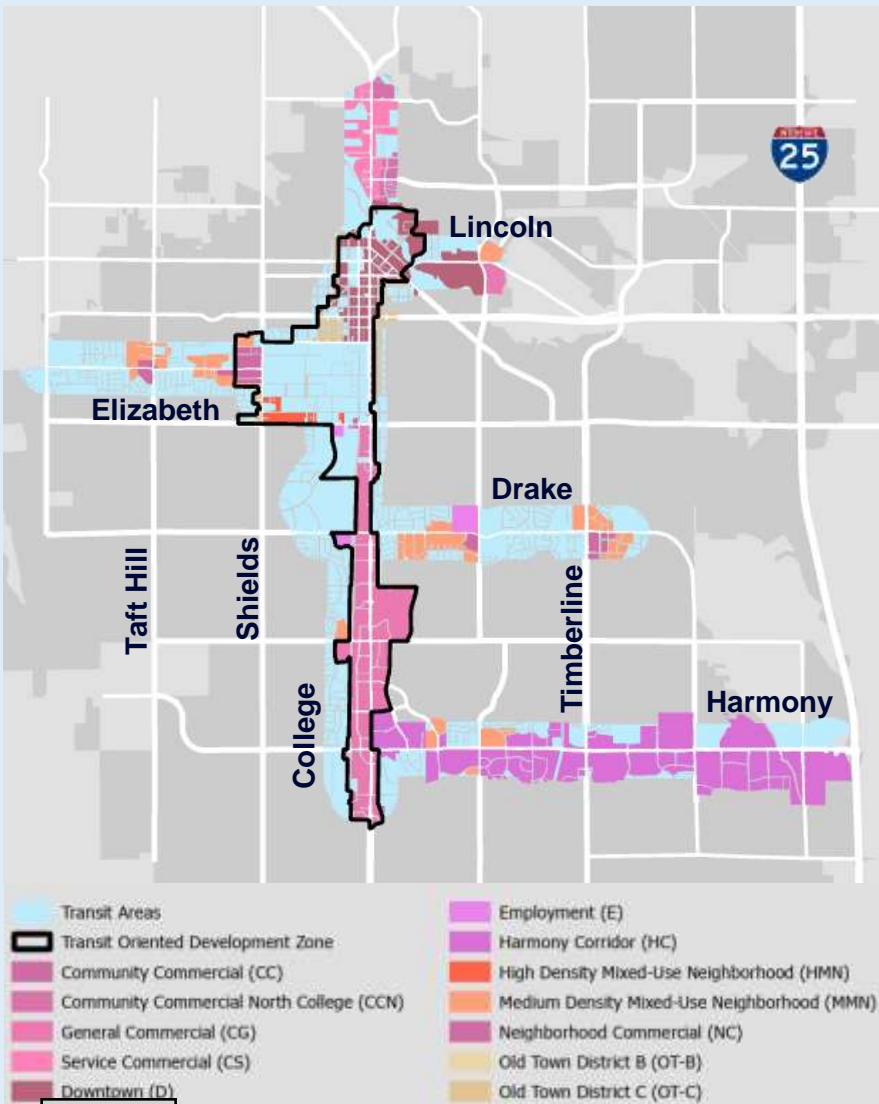 INTERSTATE
25
Lincoln
Elizabeth
Drake
Taft Hill
Shields
Timberline
College
Harmony
Transit Areas
Transit Oriented Development Zone
Community Commercial (CC)
Community Commercial North College (CCN)
General Commercial (CG)
Service Commercial (CS)
Downtown (D)
Employment (E)
Harmony Corridor (HC)
High Density Mixed-Use Neighborhood (HMN)
Medium Density Mixed-Use Neighborhood (MMN)
Neighborhood Commercial (NC)
Old Town District B (OT-B)
Old Town District C (OT-C)